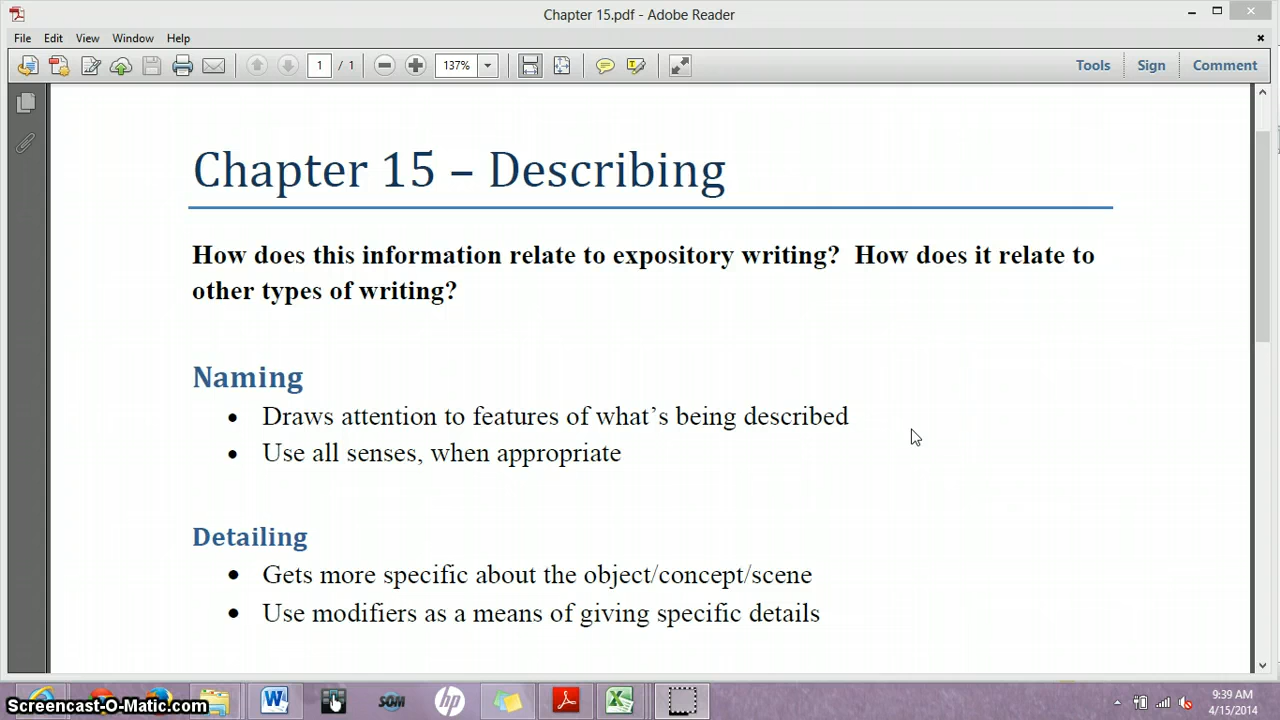 Chapter 15.pdf - Adobe Reader
File Edit View Window Help
1 / 1 137% Tools Sign Comment
Chapter 15 – Describing
How does this information relate to expository writing? How does it relate to
other types of writing?
Naming
• Draws attention to features of what’s being described
• Use all senses, when appropriate
Detailing
• Gets more specific about the object/concept/scene
• Use modifiers as a means of giving specific details
SOM
hp
9:39 AM
Screencast-O-Matic.com
4/15/2014